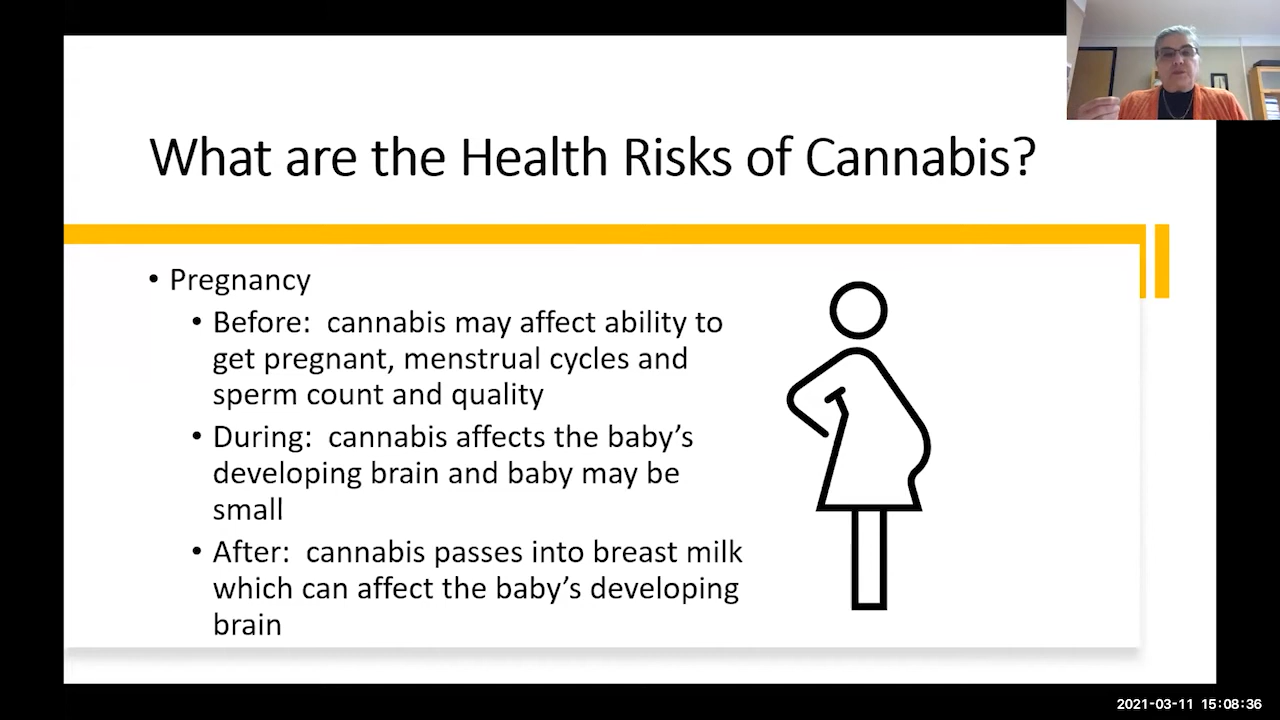 What are the Health Risks of Cannabis?
• Pregnancy
• Before:  cannabis may affect ability to
get pregnant, menstrual cycles and
sperm count and quality
• During:  cannabis affects the baby’s
developing brain and baby may be
small
• After:  cannabis passes into breast milk
which can affect the baby’s developing
brain
2021-03-11 15:08:36